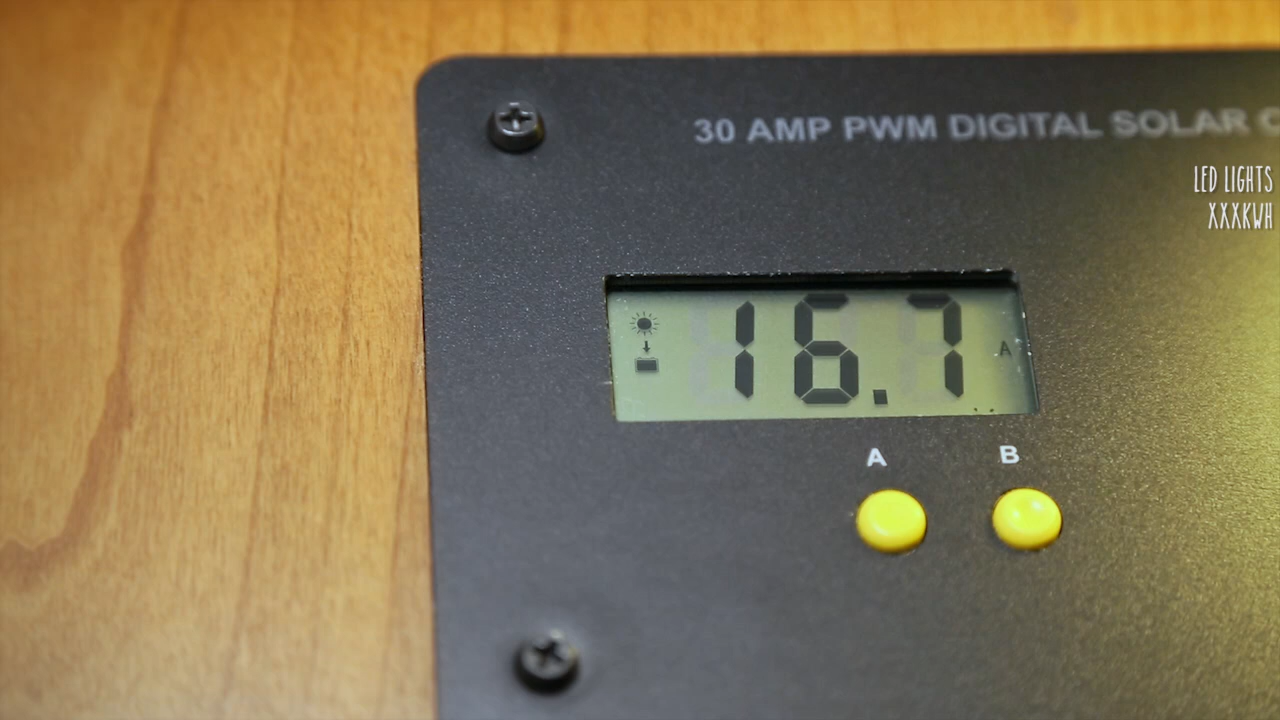 30 AMP PWM DIGITAL SOLAR
LED LIGHTS
XXXKWH
16.7 A
A B